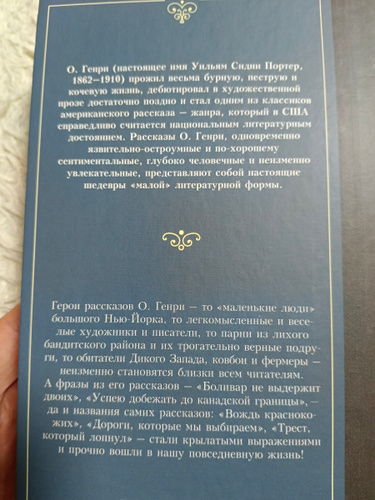 О. Генри (настоящее имя Уильям Сидни Портер,
1862—1910) прожил весьма бурную, пеструю и
кочевую жизнь, дебютировал в художественной
прозе достаточно поздно и стал одним из классиков
американского рассказа – жанра, который в США
справедливо считается национальным литературным
достоянием. Рассказы О. Генри, одновременно
язвительно-остроумные и по-хорошему
сентиментальные, глубоко человечные и неизменно
увлекательные, представляют собой настоящие
шедевры «малой» литературной формы.
Герои рассказов О. Генри — то «маленькие люди»
большого Нью-Йорка, то легкомысленные и весе-
лые художники и писатели, то парни из лихого
бандитского района и их трогательно верные подру-
ги, то обитатели Дикого Запада, ковбои и фермеры —
неизменно становятся близки всем читателям.
А фразы из его рассказов – «Боливар не выдержит
двоих», «Успею добежать до канадской границы», —
да и названия самих рассказов: «Вождь красноко-
жих», «Дороги, которые мы выбираем», «Трест,
который лопнул» — стали крылатыми выражениями
и прочно вошли в нашу повседневную жизнь!